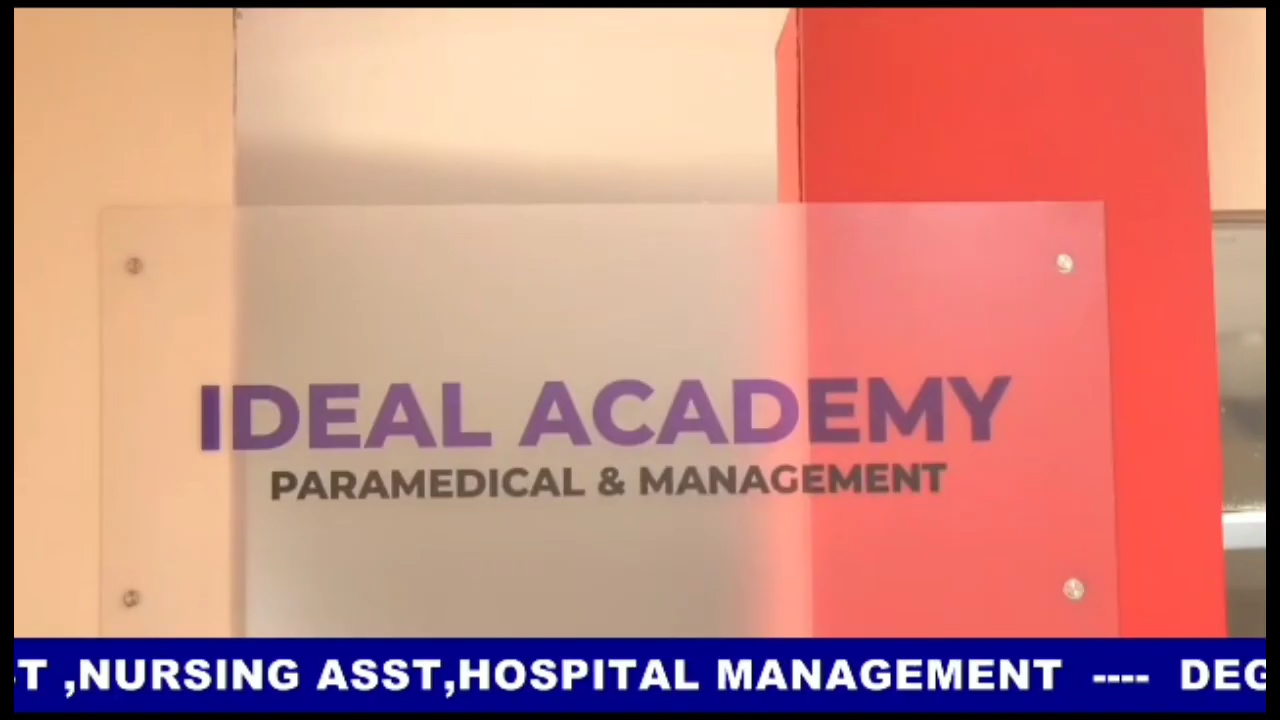 IDEAL ACADEMY
PARAMEDICAL & MANAGEMENT
,NURSING ASST,HOSPITAL MANAGEMENT ----